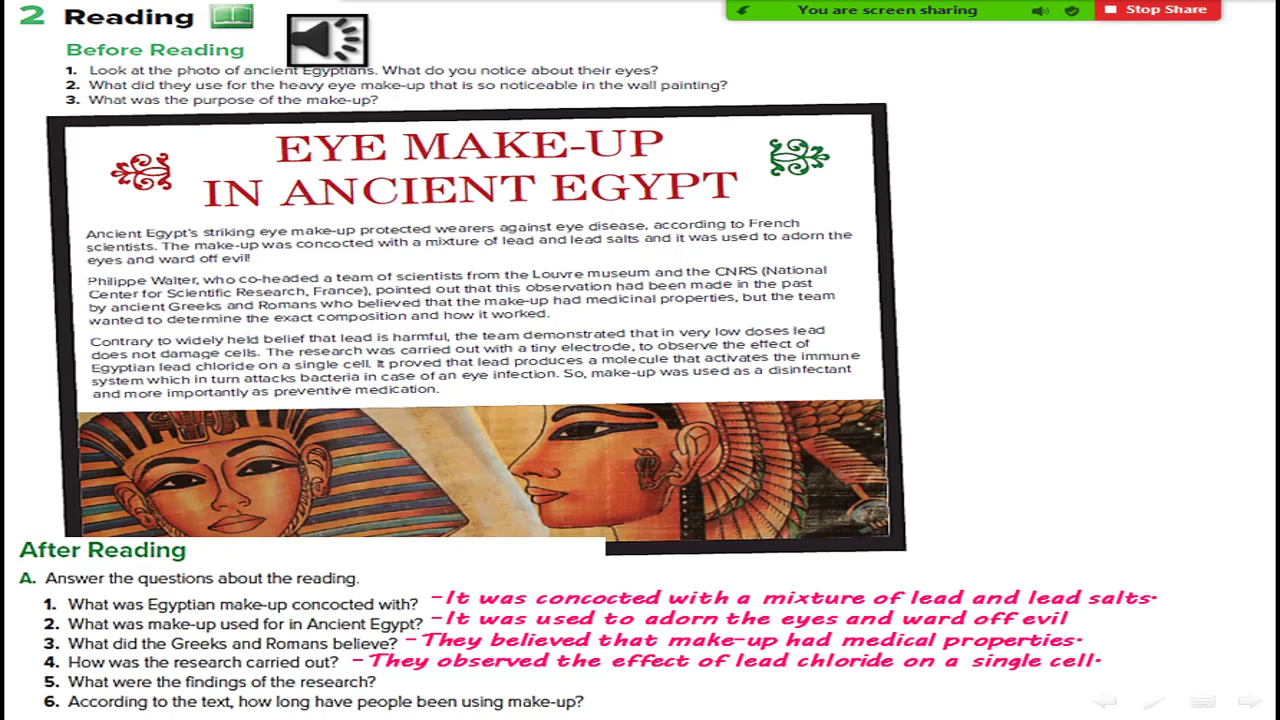 2 Reading
You are screen sharing
Stop Share
Before Reading
1. Look at the photo of ancient Egyptians. What do you notice about their eyes?
2. What did they use for the heavy eye make-up that is so noticeable in the wall painting?
3. What was the purpose of the make-up?
EYE MAKE-UP
IN ANCIENT EGYPT
Ancient Egypt's striking eye make-up protected wearers against eye disease, according to French
scientists. The make-up was concocted with a mixture of lead and lead salts and it was used to adorn the
eyes and ward off evil!
Philippe Walter, who co-headed a team of scientists from the Louvre museum and the CNRS (National
Center for Scientific Research, France), pointed out that this observation had been made in the past
by ancient Greeks and Romans who believed that the make-up had medicinal properties, but the team
wanted to determine the exact composition and how it worked.
Contrary to widely held belief that lead is harmful, the team demonstrated that in very low doses lead
does not damage cells. The research was carried out with a tiny electrode, to observe the effect of
Egyptian lead chloride on a single cell. It proved that lead produces a molecule that activates the immune
system which in turn attacks bacteria in case of an eye infection. So, make-up was used as a disinfectant
and more importantly as preventive medication.
After Reading
A. Answer the questions about the reading.
1. What was Egyptian make-up concocted with? -It was concocted with a mixture of lead and lead salts.
2. What was make-up used for in Ancient Egypt? -It was used to adorn the eyes and ward off evil
3. What did the Greeks and Romans believe? -They believed that make-up had medical properties.
4. How was the research carried out? -They observed the effect of lead chloride on a single cell.
5. What were the findings of the research?
6. According to the text, how long have people been using make-up?